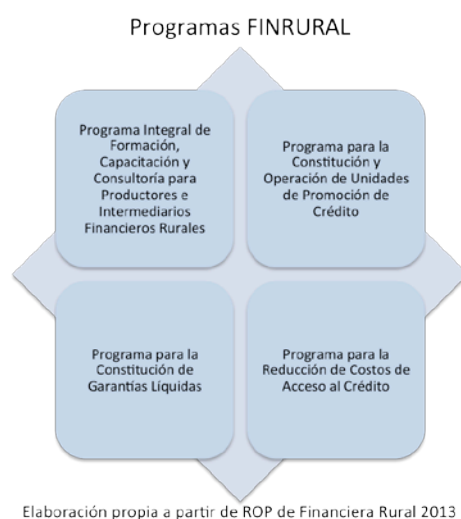 Programas FINRURAL
Programa Integral de
Formación,
Capacitación y
Consultoría para
Productores e
Intermediarios
Financieros Rurales
Programa para la
Constitución y
Operación de Unidades
de Promoción de
Crédito
Programa para la
Constitución de
Garantías Líquidas
Programa para la
Reducción de Costos de
Acceso al Crédito
Elaboración propia a partir de ROP de Financiera Rural 2013